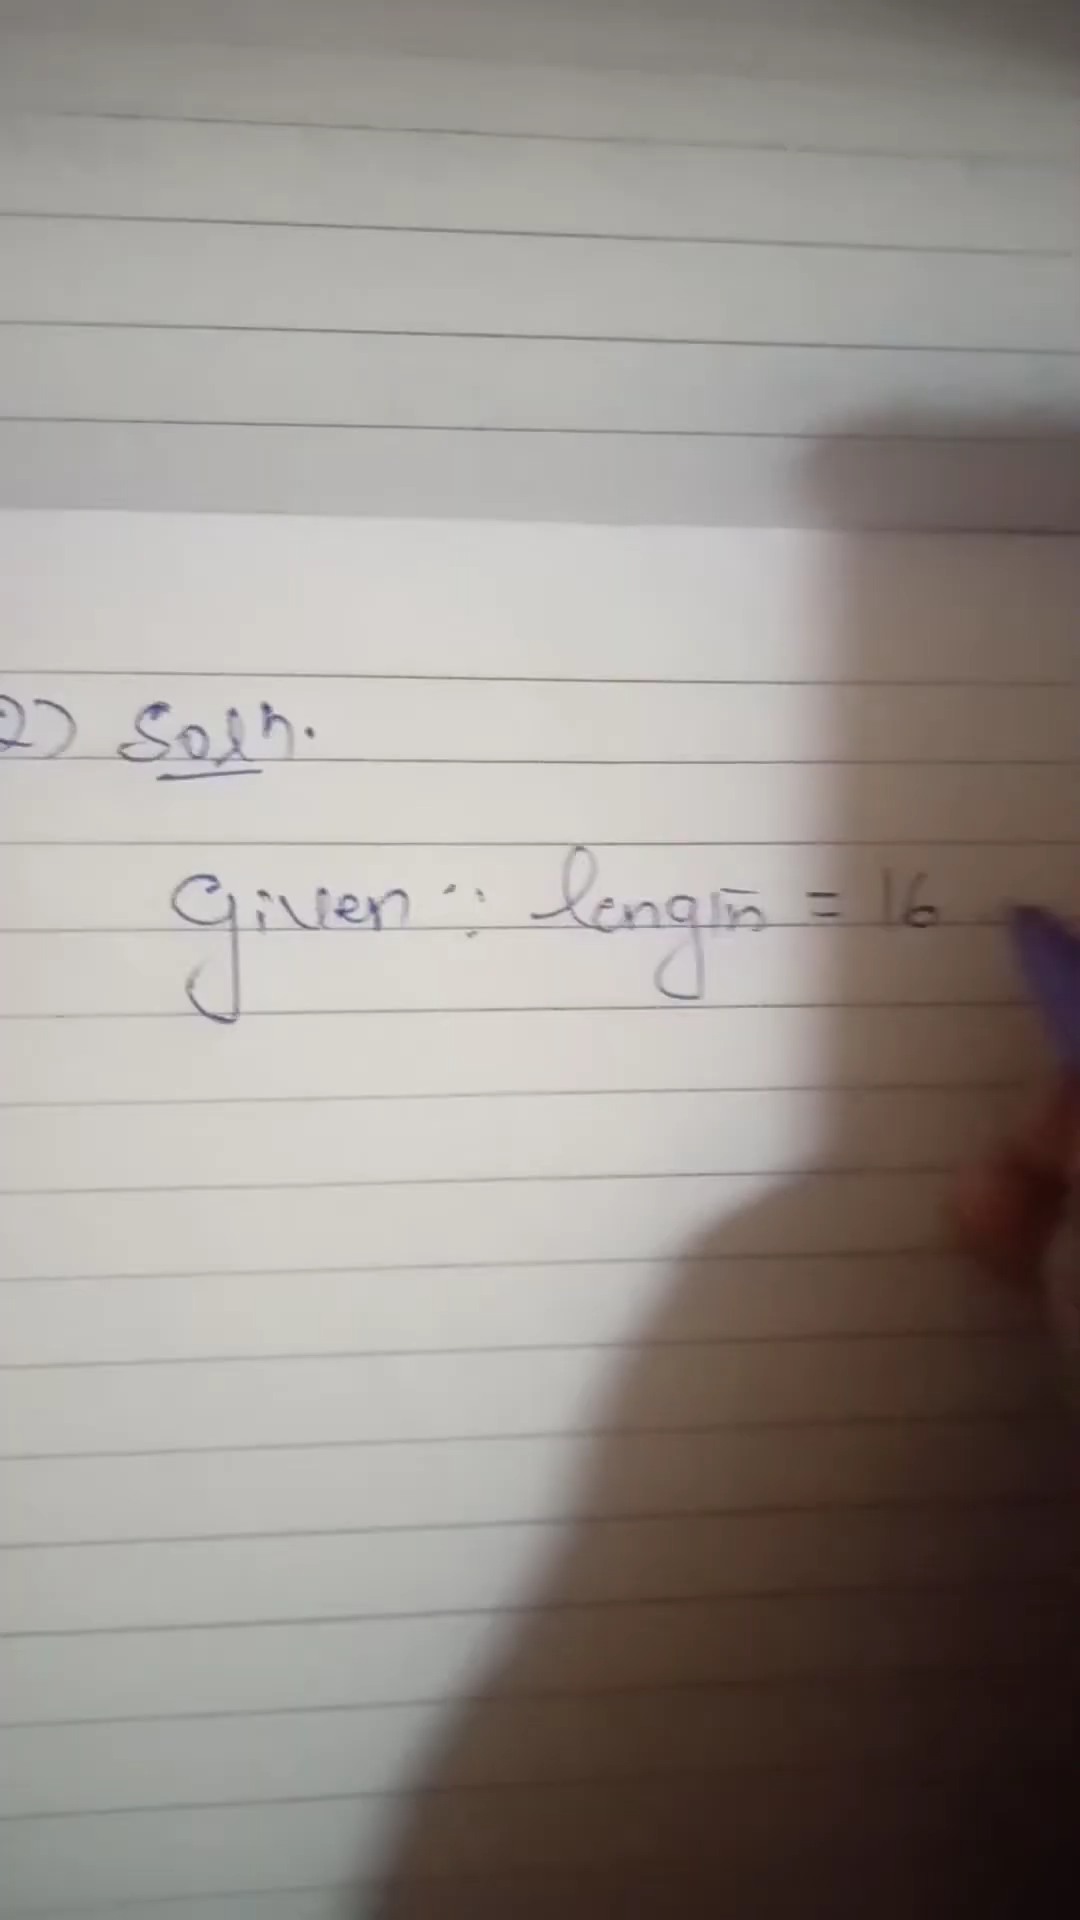 2) Soln.
Given :: length = 16